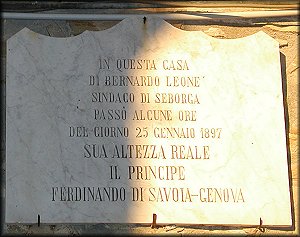 IN QUESTA CASA
DI BERNARDO LEONE
SINDACO DI SEBORGA
PASSÒ ALCUNE ORE
DEL GIORNO 25 GENNAIO 1897
SUA ALTEZZA REALE
IL PRINCIPE
FERDINANDO DI SAVOIA-GENOVA